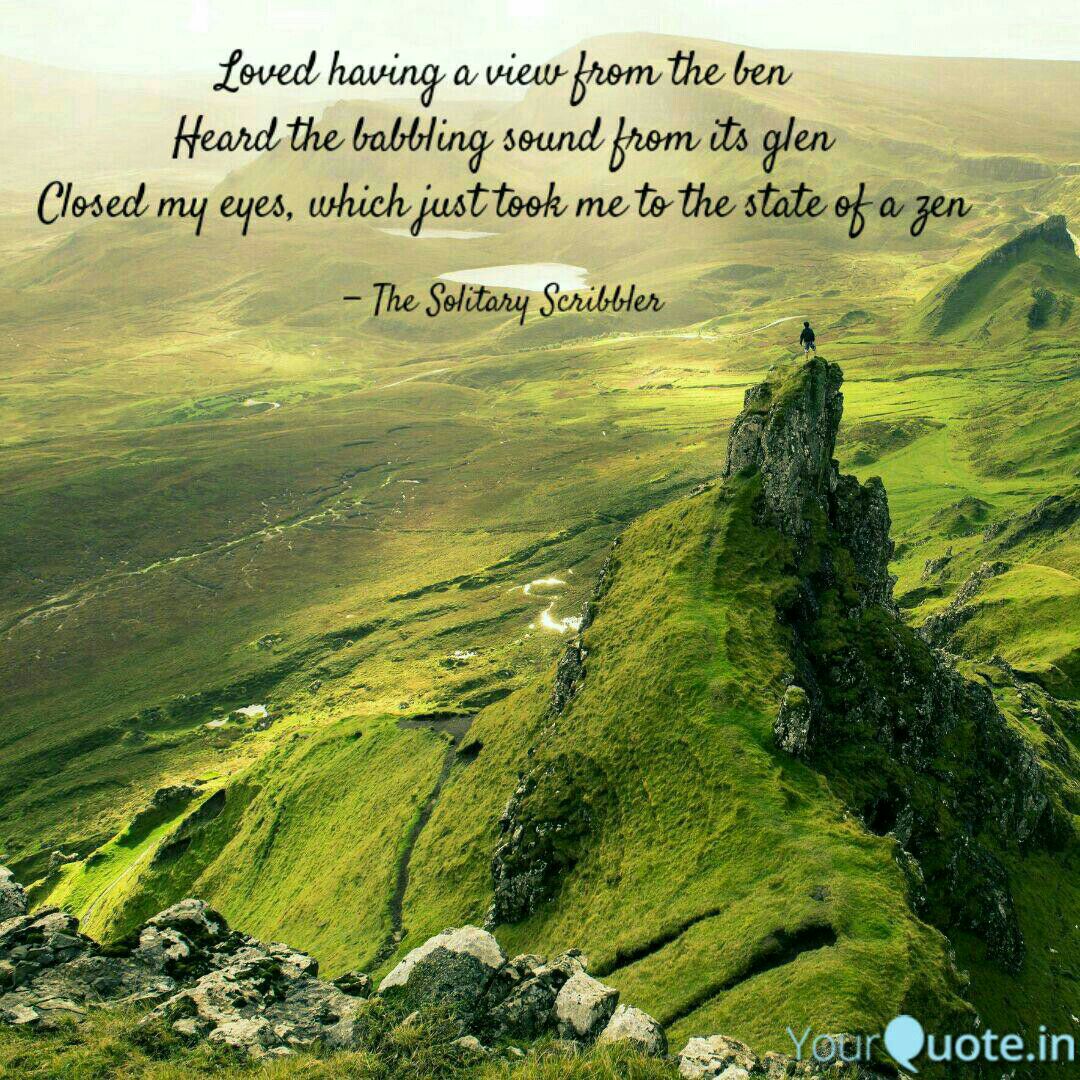 Loved having a view from the ben
Heard the babbling sound from its glen
Closed my eyes, which just took me to the state of a zen
– The Solitary Scribbler
YourQuote.in